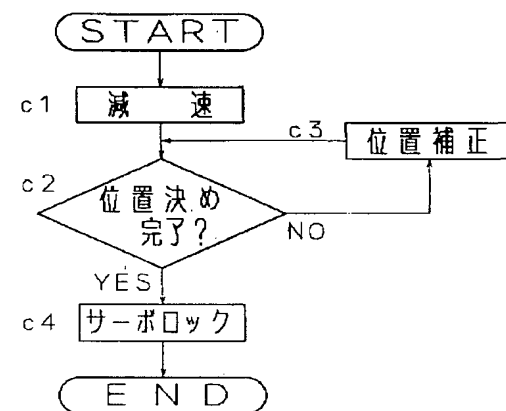 START
c1
減速
c3
位置補正
c2
位置決め
完了?
NO
YES
c4
サーボロック
END